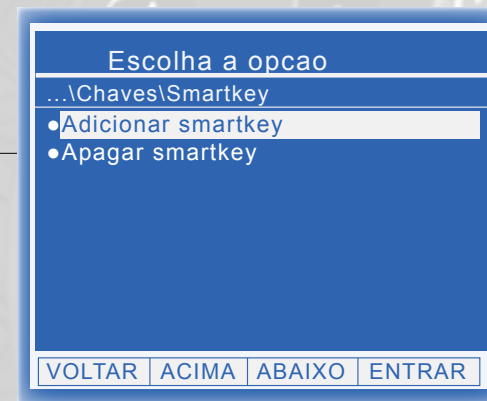 Escolha a opcao
...\Chaves\Smartkey
●Adicionar smartkey
●Apagar smartkey
VOLTAR ACIMA ABAIXO ENTRAR